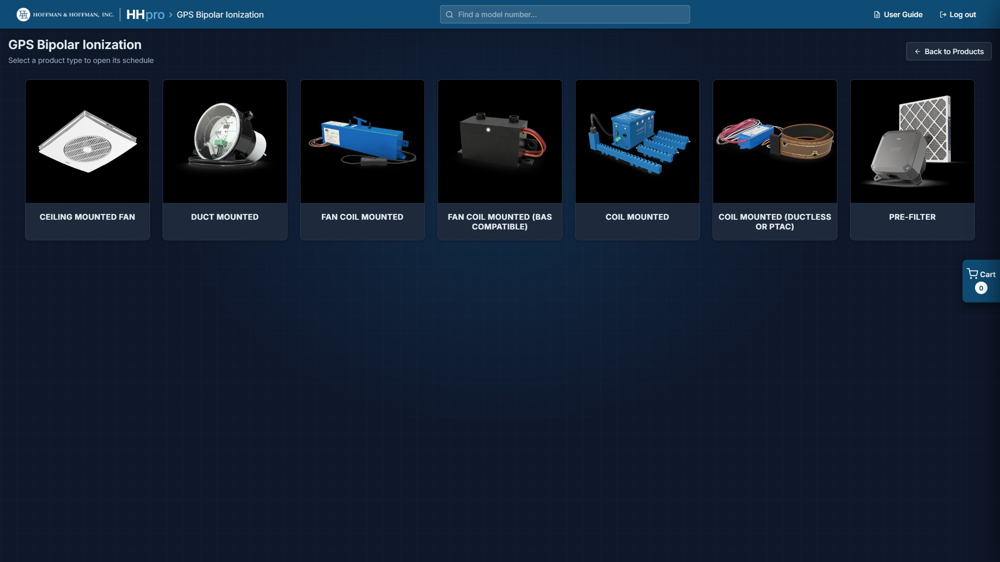 HOFFMAN & HOFFMAN, INC.
HHpro › GPS Bipolar Ionization
Find a model number...
User Guide
Log out
GPS Bipolar Ionization
Select a product type to open its schedule
← Back to Products
CEILING MOUNTED FAN
DUCT MOUNTED
FAN COIL MOUNTED
FAN COIL MOUNTED (BAS
COMPATIBLE)
COIL MOUNTED
COIL MOUNTED (DUCTLESS
OR PTAC)
PRE-FILTER
GPS
GPS
Cart
0